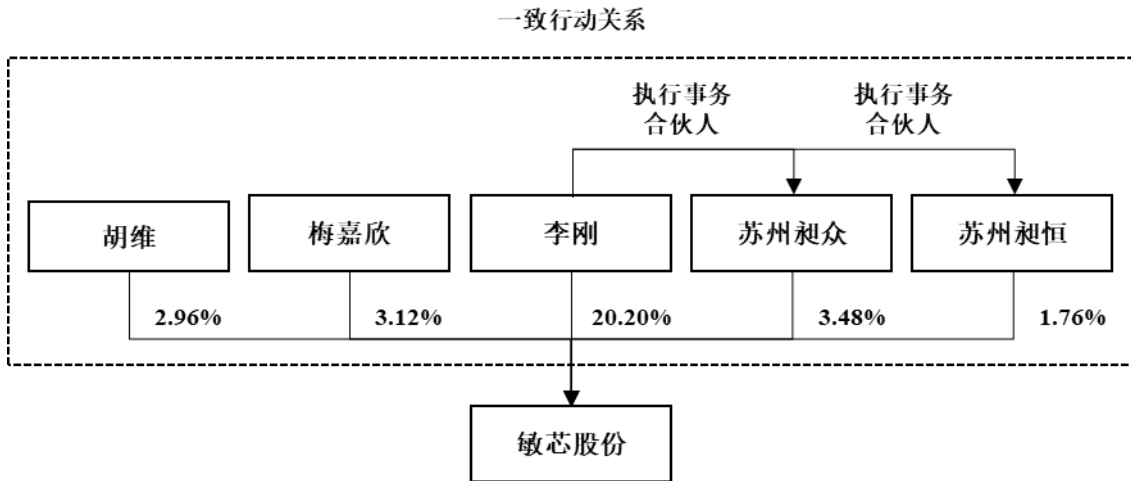 一致行动关系
执行事务
合伙人
执行事务
合伙人
胡维
梅嘉欣
李刚
苏州昶众
苏州昶恒
2.96%
3.12%
20.20%
3.48%
1.76%
敏芯股份